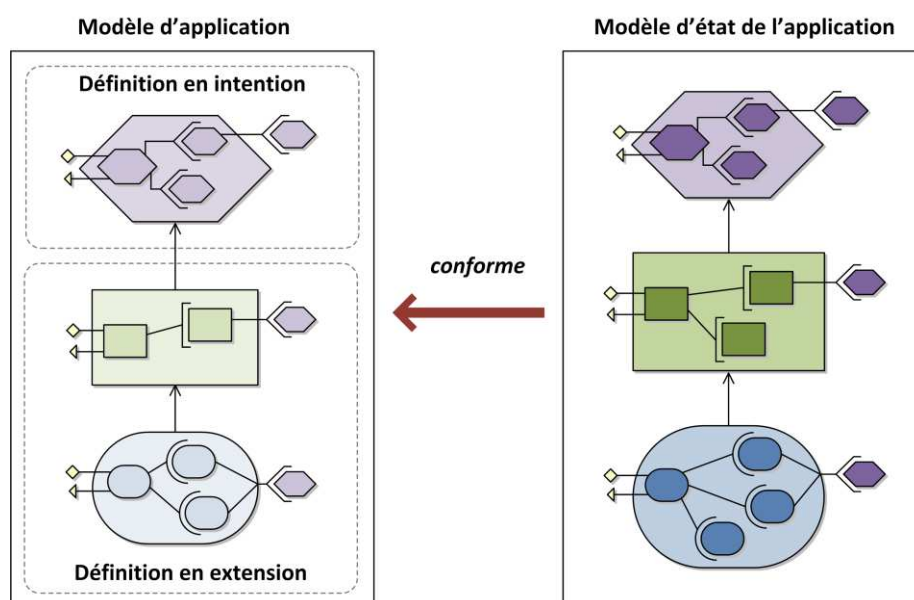 Modèle d’application
Modèle d’état de l’application
Définition en intention
conforme
Définition en extension